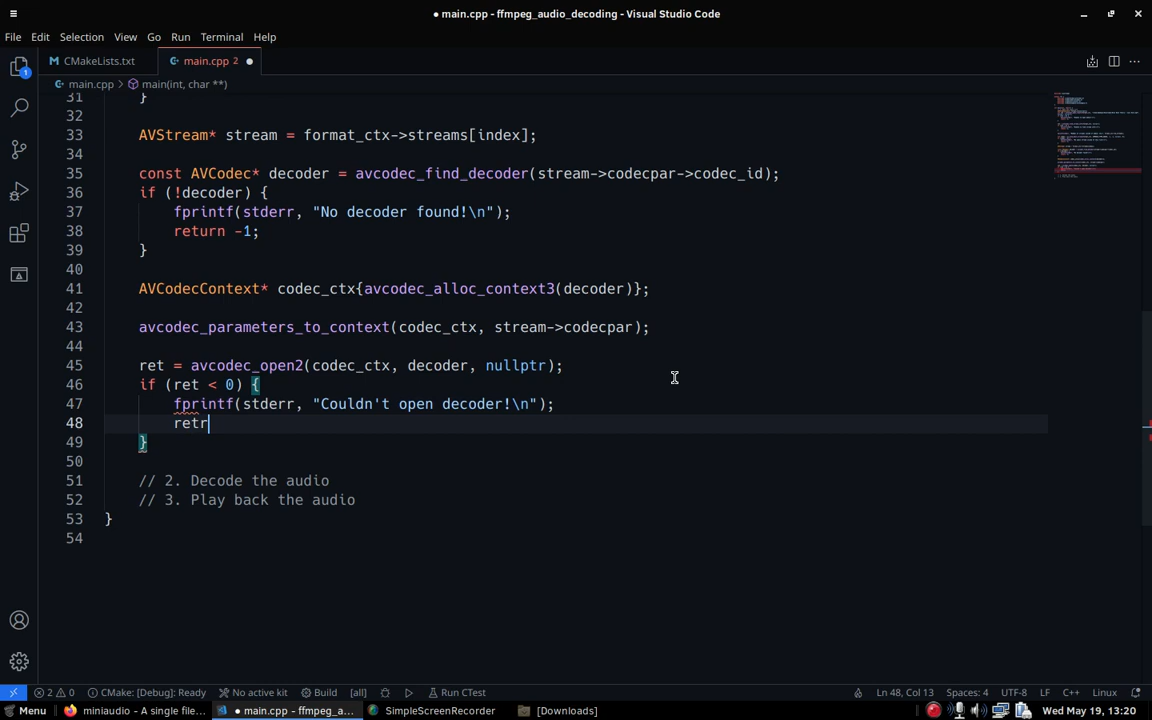 ● main.cpp - ffmpeg_audio_decoding - Visual Studio Code
File Edit Selection View Go Run Terminal Help
CMakeLists.txt main.cpp 2 ●
main.cpp > main(int, char **)
1
31 }
32
33 AVStream* stream = format_ctx->streams[index];
34
35 const AVCodec* decoder = avcodec_find_decoder(stream->codecpar->codec_id);
36 if (!decoder) {
37 fprintf(stderr, "No decoder found!\n");
38 return -1;
39 }
40
41 AVCodecContext* codec_ctx{avcodec_alloc_context3(decoder)};
42
43 avcodec_parameters_to_context(codec_ctx, stream->codecpar);
44
45 ret = avcodec_open2(codec_ctx, decoder, nullptr);
46 if (ret < 0) {
47 fprintf(stderr, "Couldn't open decoder!\n");
48 retr
49 }
50
51 // 2. Decode the audio
52 // 3. Play back the audio
53 }
54
2 0 CMake: [Debug]: Ready No active kit Build [all] Run CTest Ln 48, Col 13 Spaces: 4 UTF-8 LF C++ Linux
Menu miniaudio - A single file... ● main.cpp - ffmpeg_a... SimpleScreenRecorder [Downloads] Wed May 19, 13:20